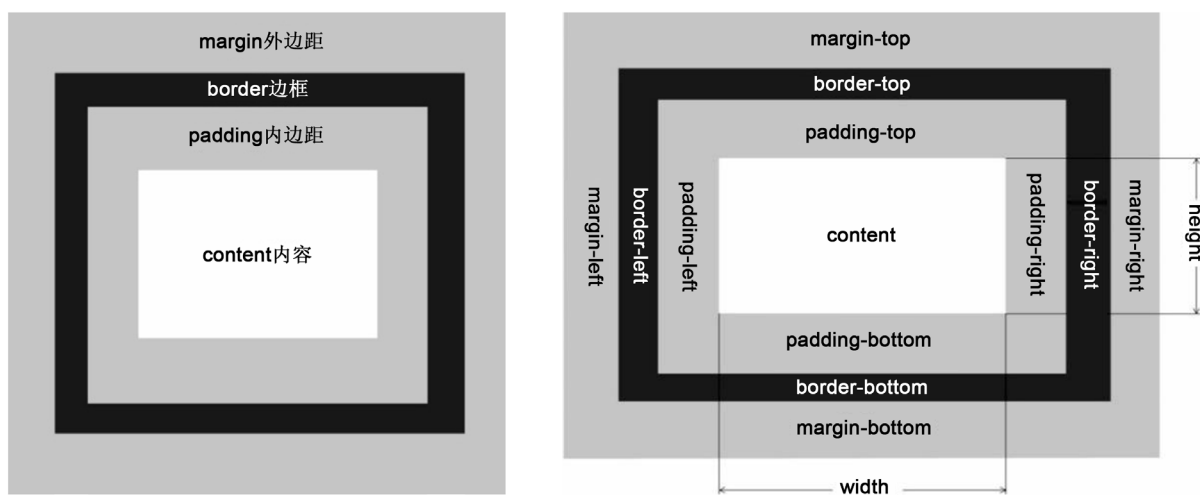 margin外边距
border边框
padding内边距
content内容
margin-top
border-top
padding-top
margin-left
border-left
padding-left
content
padding-right
border-right
margin-right
height
padding-bottom
border-bottom
margin-bottom
width